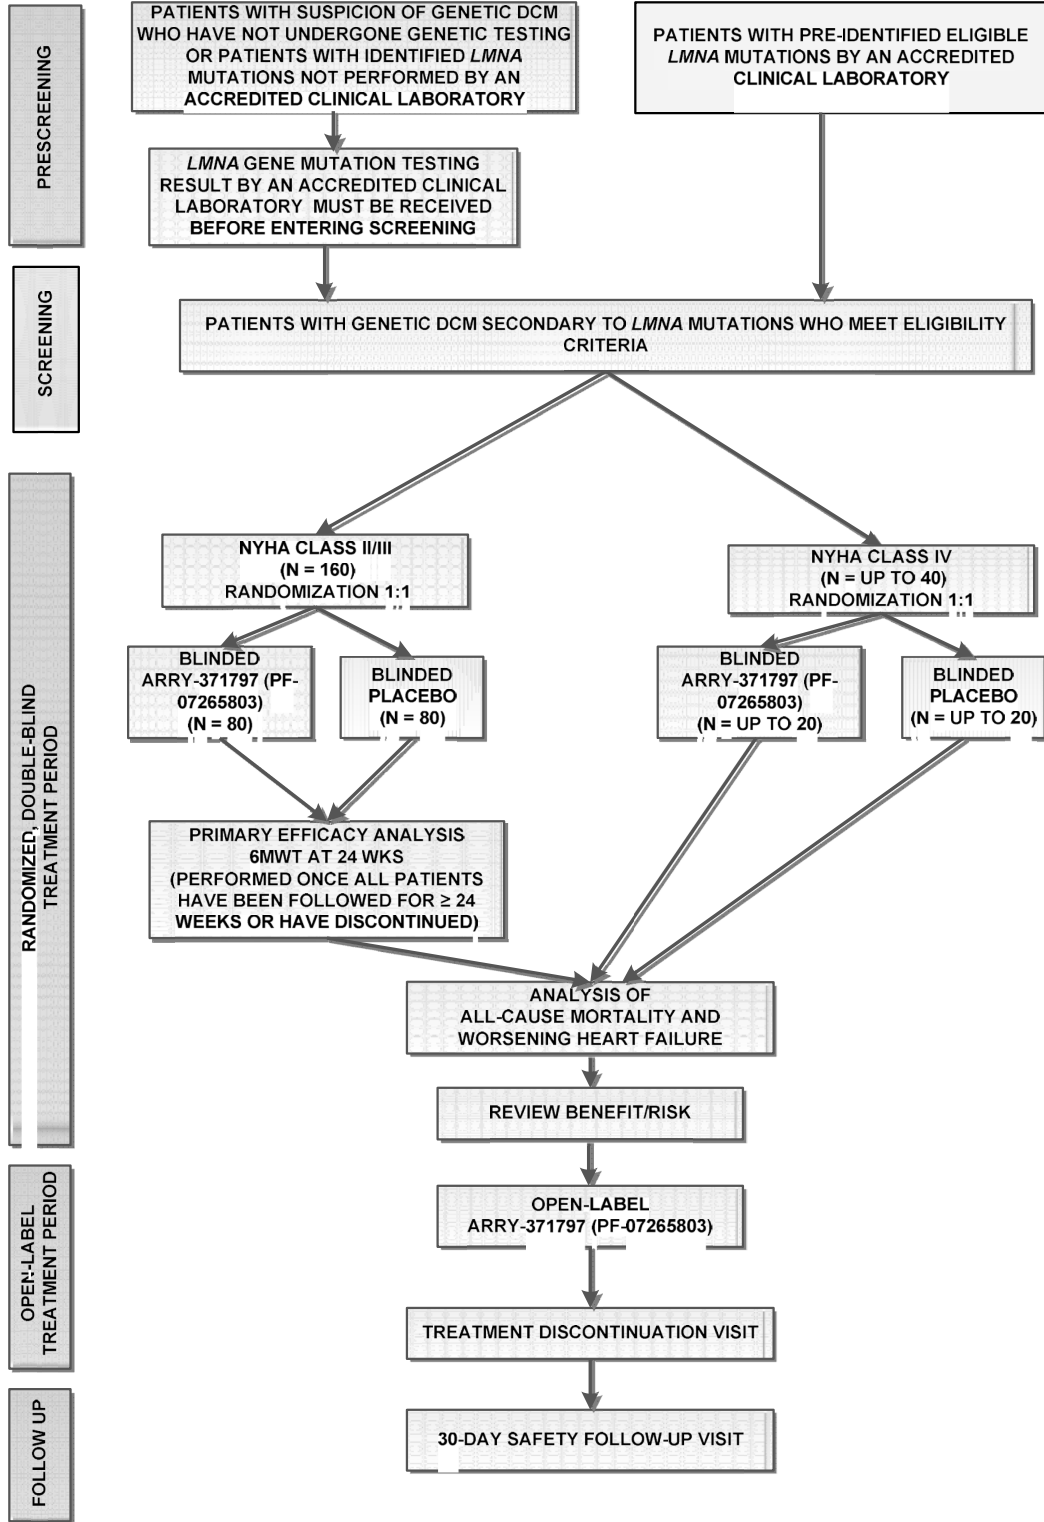 PRESCREENING
PATIENTS WITH SUSPICION OF GENETIC DCM
WHO HAVE NOT UNDERGONE GENETIC TESTING
OR PATIENTS WITH IDENTIFIED LMNA
MUTATIONS NOT PERFORMED BY AN
ACCREDITED CLINICAL LABORATORY
PATIENTS WITH PRE-IDENTIFIED ELIGIBLE
LMNA MUTATIONS BY AN ACCREDITED
CLINICAL LABORATORY
LMNA GENE MUTATION TESTING
RESULT BY AN ACCREDITED CLINICAL
LABORATORY MUST BE RECEIVED
BEFORE ENTERING SCREENING
SCREENING
PATIENTS WITH GENETIC DCM SECONDARY TO LMNA MUTATIONS WHO MEET ELIGIBILITY
CRITERIA
RANDOMIZED, DOUBLE-BLIND
TREATMENT PERIOD
NYHA CLASS II/III
(N = 160)
RANDOMIZATION 1:1
NYHA CLASS IV
(N = UP TO 40)
RANDOMIZATION 1:1
BLINDED
ARRY-371797 (PF-
07265803)
(N = 80)
BLINDED
PLACEBO
(N = 80)
BLINDED
ARRY-371797 (PF-
07265803)
(N = UP TO 20)
BLINDED
PLACEBO
(N = UP TO 20)
PRIMARY EFFICACY ANALYSIS
6MWT AT 24 WKS
(PERFORMED ONCE ALL PATIENTS
HAVE BEEN FOLLOWED FOR ≥ 24
WEEKS OR HAVE DISCONTINUED)
ANALYSIS OF
ALL-CAUSE MORTALITY AND
WORSENING HEART FAILURE
REVIEW BENEFIT/RISK
OPEN-LABEL
TREATMENT PERIOD
OPEN-LABEL
ARRY-371797 (PF-07265803)
TREATMENT DISCONTINUATION VISIT
FOLLOW UP
30-DAY SAFETY FOLLOW-UP VISIT